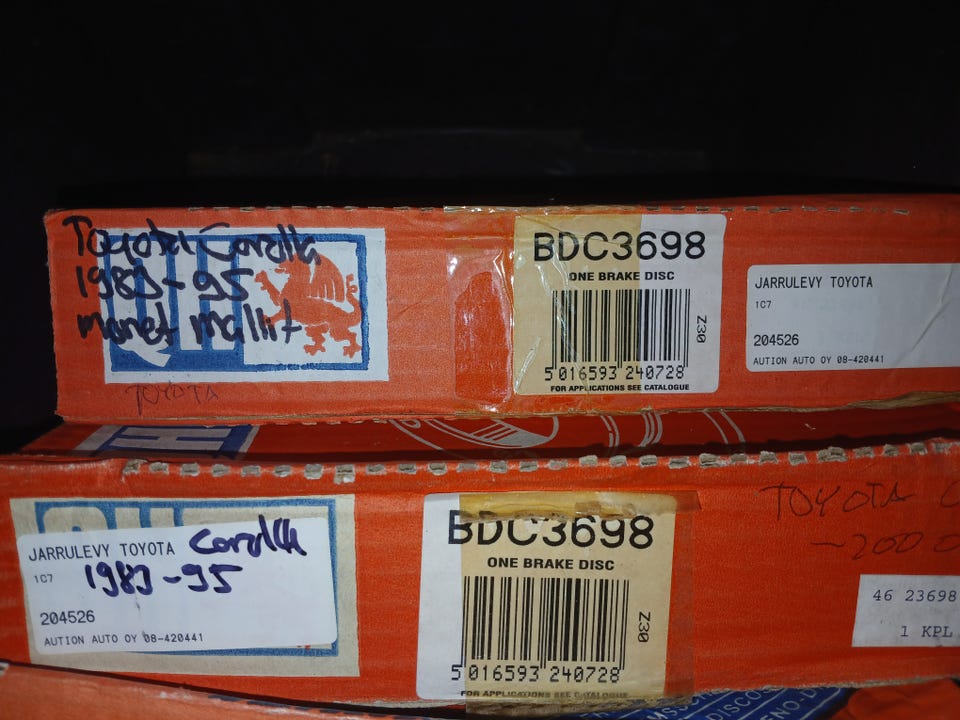 Toyota Corolla
1983-95
monet mallit
TOYOTA
BDC3698
ONE BRAKE DISC
Z30
5 016593 240728
FOR APPLICATIONS SEE CATALOGUE
JARRULEVY TOYOTA
1C7
204526
AUTION AUTO OY 08-420441
JARRULEVY TOYOTA Corolla
1C7 1983-95
204526
AUTION AUTO OY 08-420441
BDC3698
ONE BRAKE DISC
Z30
5 016593 240728
FOR APPLICATIONS SEE CATALOGUE
TOYOTA C
~200
46 23698
1 KPL
DISCOS